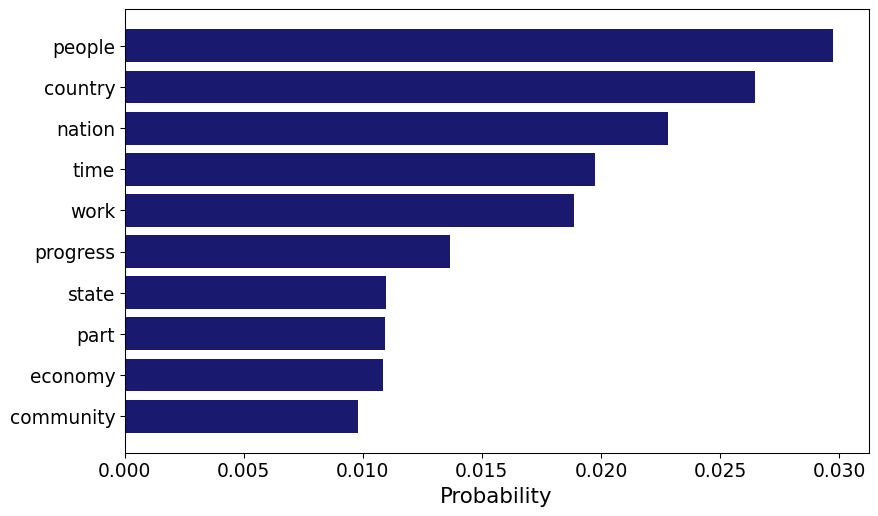 people
country
nation
time
work
progress
state
part
economy
community
0.000 0.005 0.010 0.015 0.020 0.025 0.030
Probability